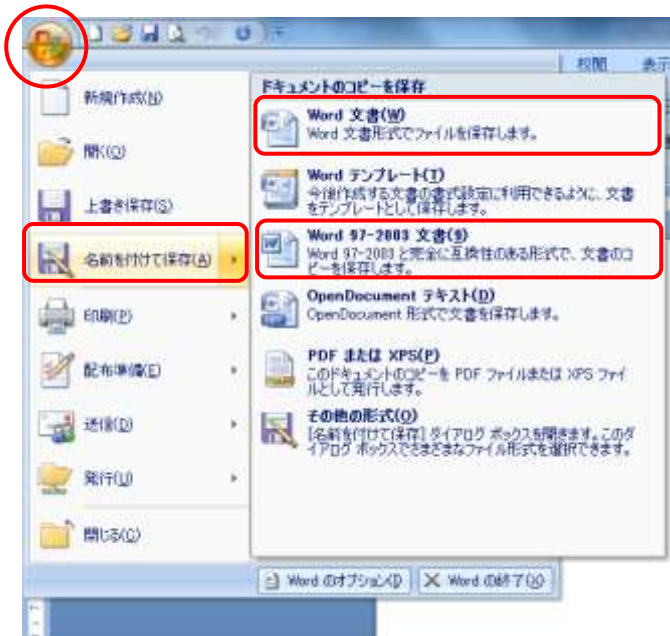 校閲 表示
新規作成(N)
開く(O)
上書き保存(S)
名前を付けて保存(A)
印刷(P)
配布準備(E)
送信(D)
発行(U)
閉じる(C)
ドキュメントのコピーを保存
Word 文書(W)
Word 文書形式でファイルを保存します。
Word テンプレート(T)
今後作成する文書の書式設定に利用できるように、文書
をテンプレートとして保存します。
Word 97-2003 文書(9)
Word 97-2003 と完全に互換性のある形式で、文書のコ
ピーを保存します。
OpenDocument テキスト(D)
OpenDocument 形式で文書を保存します。
PDF または XPS(P)
このドキュメントのコピーを PDF ファイルまたは XPS ファイ
ルとして発行します。
その他の形式(O)
[名前を付けて保存] ダイアログ ボックスを開きます。このダ
イアログ ボックスでさまざまなファイル形式を選択できます。
Word のオプション(I)
Word の終了(X)